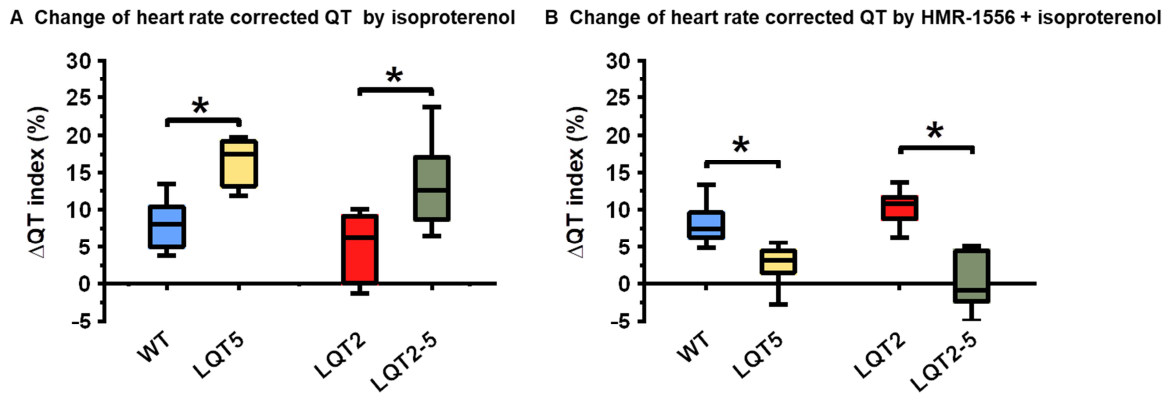 A Change of heart rate corrected QT by isoproterenol
ΔQT index (%)
30
25
20
15
10
5
0
–5
*
*
WT
LQT5
LQT2
LQT2-5
B Change of heart rate corrected QT by HMR-1556 + isoproterenol
ΔQT index (%)
30
25
20
15
10
5
0
–5
*
*
WT
LQT5
LQT2
LQT2-5